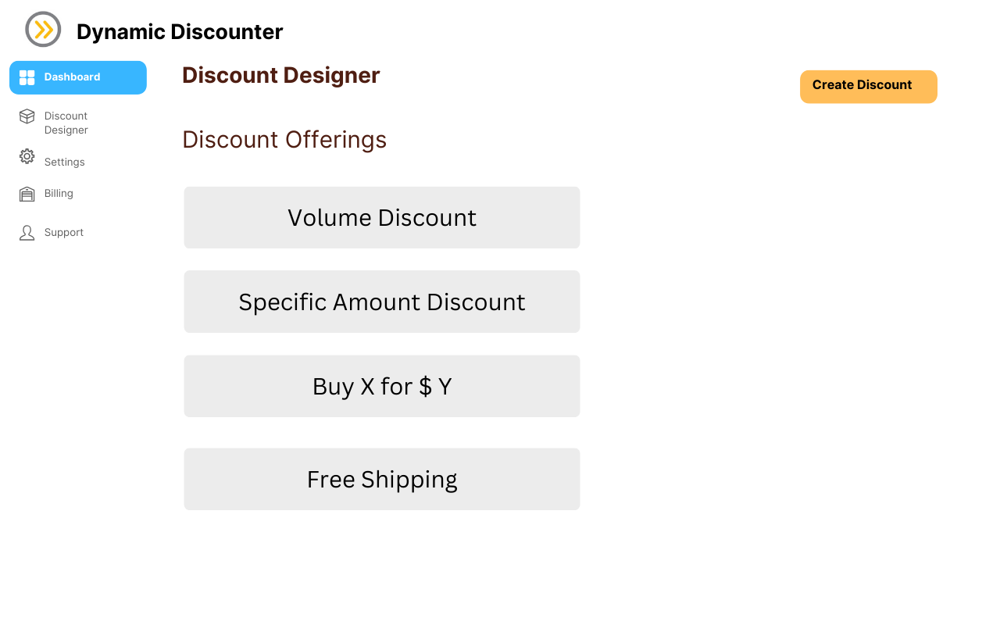 Dynamic Discounter
Dashboard
Discount
Designer
Settings
Billing
Support
Discount Designer
Create Discount
Discount Offerings
Volume Discount
Specific Amount Discount
Buy X for $ Y
Free Shipping